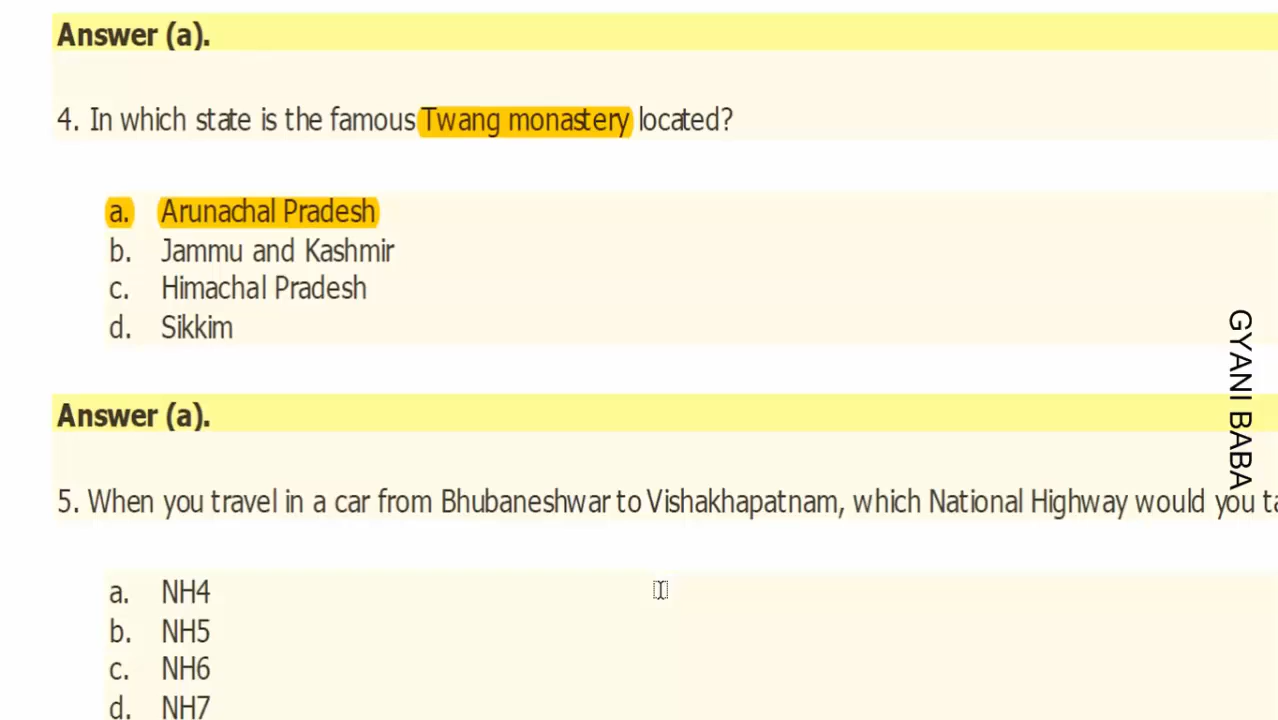 Answer (a).
4. In which state is the famous Twang monastery located?
a. Arunachal Pradesh
b. Jammu and Kashmir
c. Himachal Pradesh
d. Sikkim
Answer (a).
5. When you travel in a car from Bhubaneshwar to Vishakhapatnam, which National Highway would you
a. NH4
b. NH5
c. NH6
d. NH7
GYANI BABA